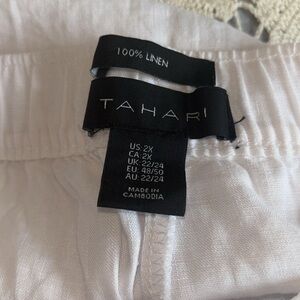 100% LINEN
TAHARI
US: 2X
CA: 2X
UK: 22/24
EU: 48/50
AU: 22/24
MADE IN
CAMBODIA